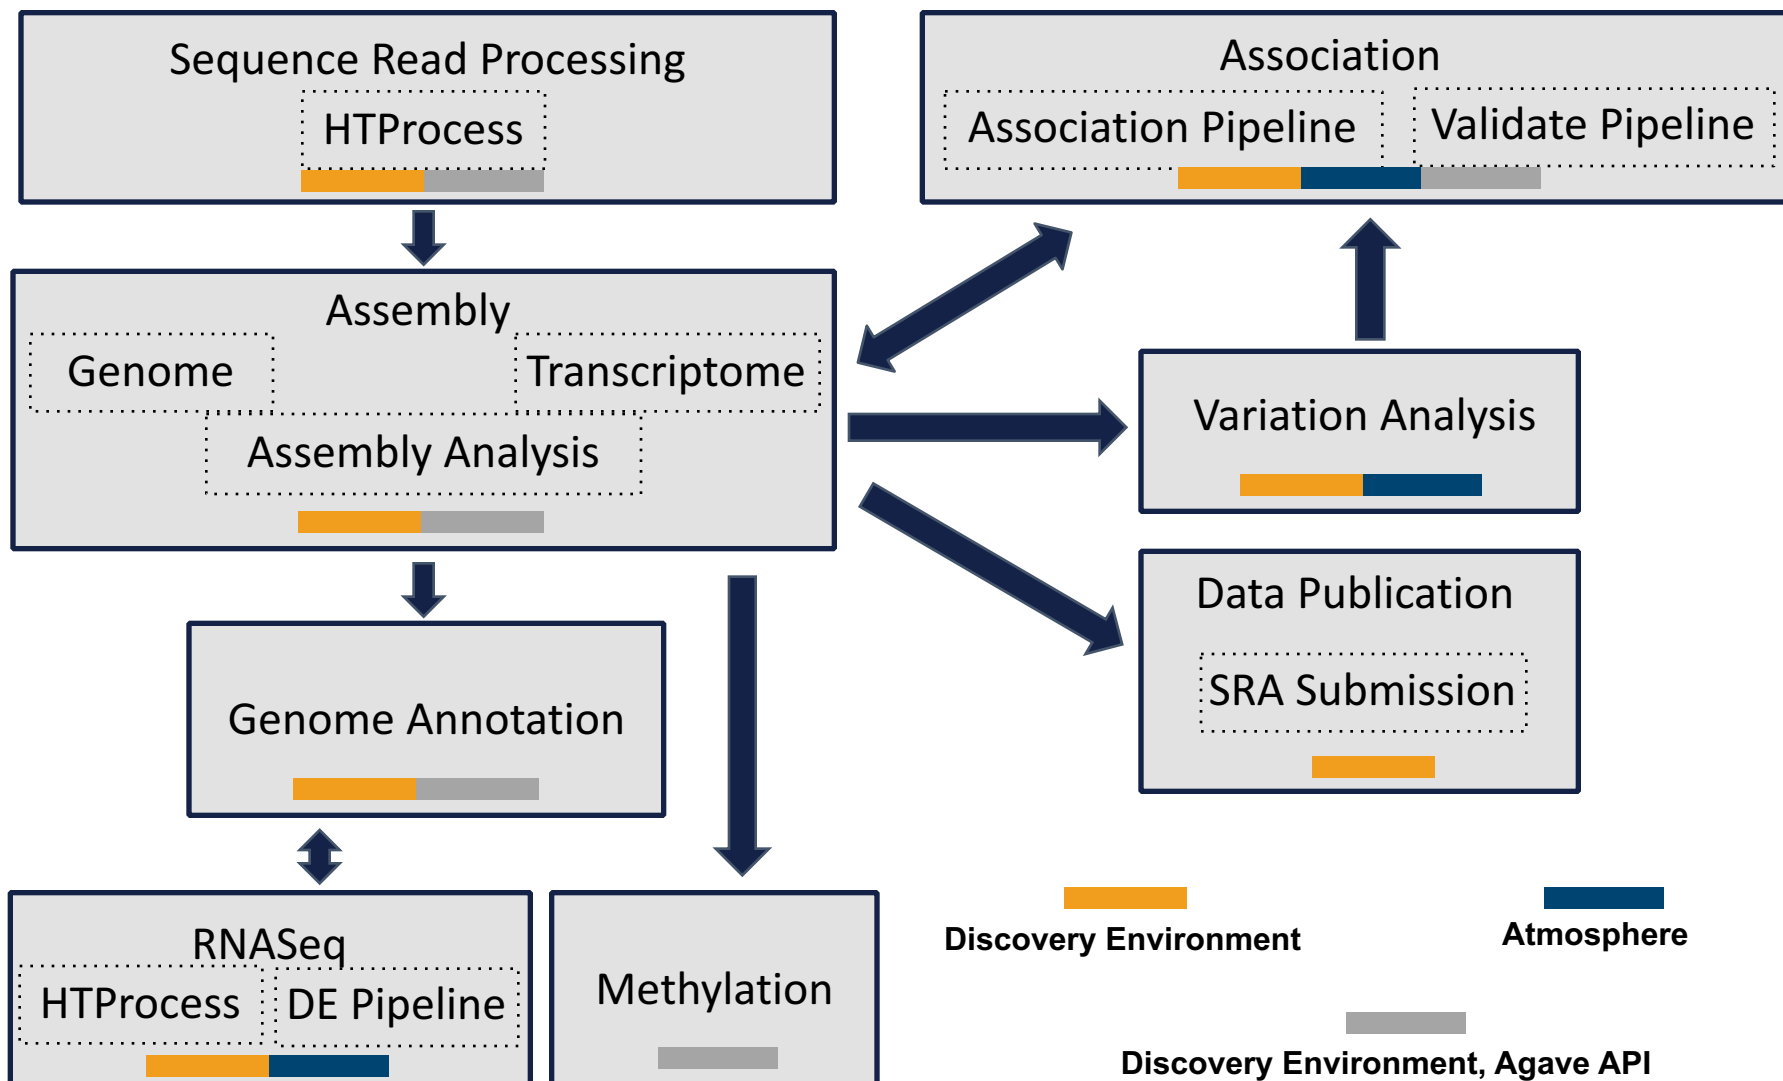 Sequence Read Processing
HTProcess
Association
Association Pipeline
Validate Pipeline
Assembly
Genome
Transcriptome
Assembly Analysis
Variation Analysis
Data Publication
SRA Submission
Genome Annotation
RNASeq
HTProcess
DE Pipeline
Methylation
Discovery Environment
Atmosphere
Discovery Environment, Agave API